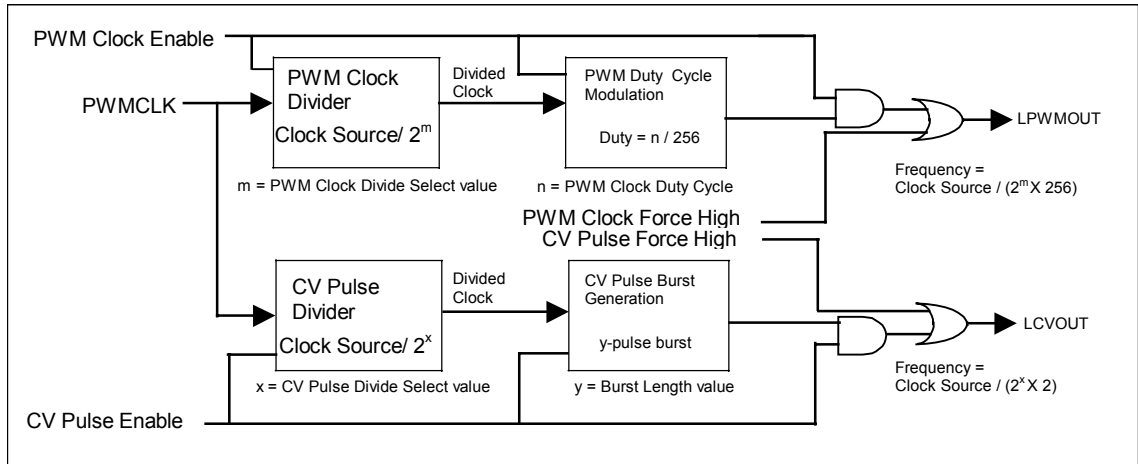 PWM Clock Enable
PWMCLK
PWM Clock
Divider
Clock Source/ 2^m
m = PWM Clock Divide Select value
Divided
Clock
PWM Duty Cycle
Modulation
Duty = n / 256
n = PWM Clock Duty Cycle
LPWMOUT
Frequency =
Clock Source / (2^m X 256)
PWM Clock Force High
CV Pulse Force High
CV Pulse
Divider
Clock Source/ 2^x
x = CV Pulse Divide Select value
Divided
Clock
CV Pulse Burst
Generation
y-pulse burst
y = Burst Length value
LCVOUT
Frequency =
Clock Source / (2^x X 2)
CV Pulse Enable